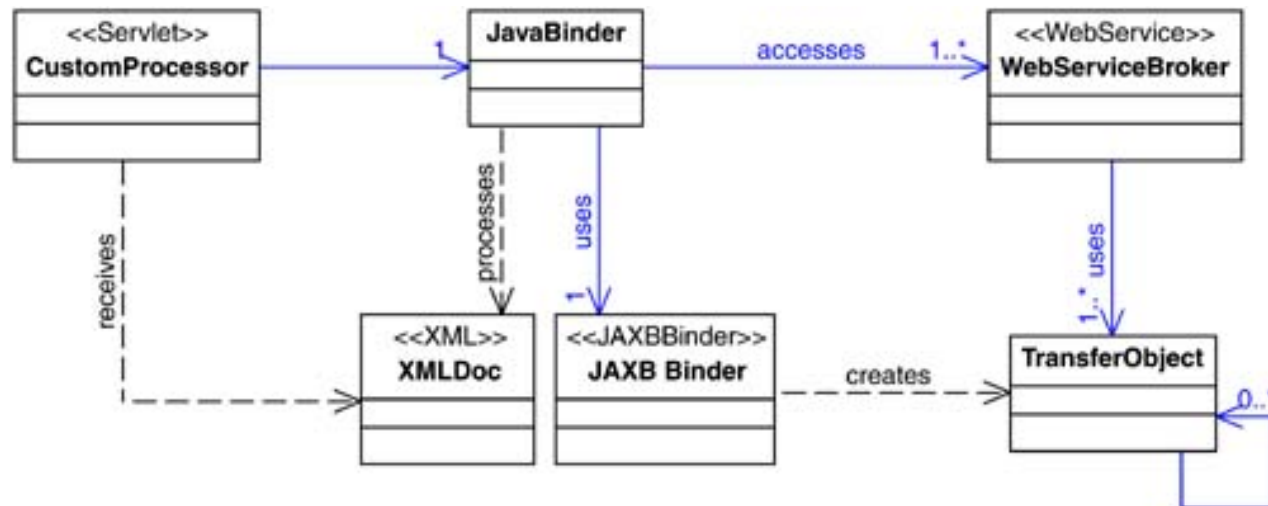 <<Servlet>>
CustomProcessor
1
JavaBinder
accesses
1..*
<<WebService>>
WebServiceBroker
receives
processes
uses
1
uses
1..*
<<XML>>
XMLDoc
<<JAXBBinder>>
JAXB Binder
creates
TransferObject
0..